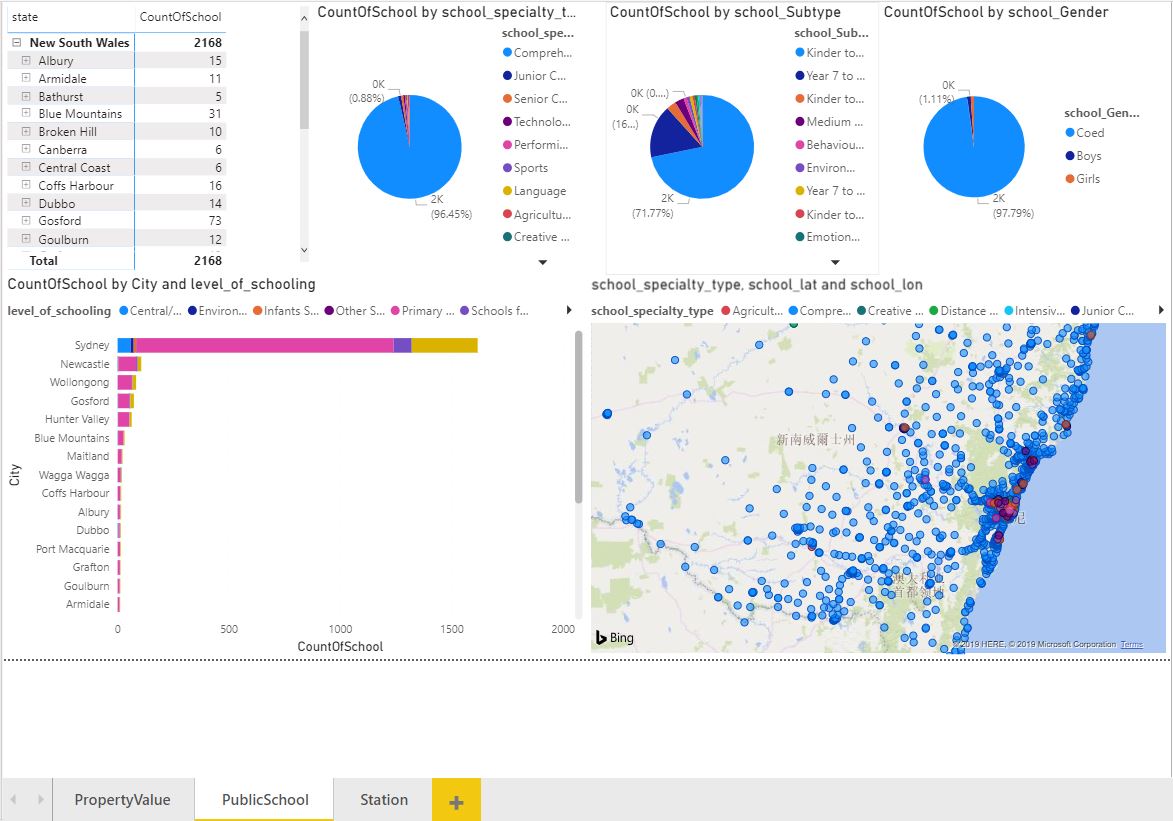 state CountOfSchool
New South Wales 2168
Albury 15
Armidale 11
Bathurst 5
Blue Mountains 31
Broken Hill 10
Canberra 6
Central Coast 6
Coffs Harbour 16
Dubbo 14
Gosford 73
Goulburn 12
Total 2168
CountOfSchool by school_specialty_t...
school_spe...
Compreh...
Junior C...
Senior C...
Technolo...
Performi...
Sports
Language
Agricultu...
Creative ...
0K
(0.88%)
2K
(96.45%)
CountOfSchool by school_Subtype
school_Sub...
Kinder to...
Year 7 to ...
Kinder to...
Medium ...
Behaviou...
Environ...
Year 7 to ...
Kinder to...
Emotion...
0K (0....)
0K
(16...)
2K
(71.77%)
CountOfSchool by school_Gender
school_Gen...
Coed
Boys
Girls
0K
(1.11%)
2K
(97.79%)
CountOfSchool by City and level_of_schooling
level_of_schooling Central/... Environ... Infants S... Other S... Primary ... Schools f...
City
Sydney
Newcastle
Wollongong
Gosford
Hunter Valley
Blue Mountains
Maitland
Wagga Wagga
Coffs Harbour
Albury
Dubbo
Port Macquarie
Grafton
Goulburn
Armidale
0 500 1000 1500 2000
CountOfSchool
school_specialty_type, school_lat and school_lon
school_specialty_type Agricult... Compre... Creative ... Distance ... Intensiv... Junior C...
新南威爾士州
尼
澳大利
首都領地
Bing
© 2019 HERE, © 2019 Microsoft Corporation Terms
PropertyValue PublicSchool Station +